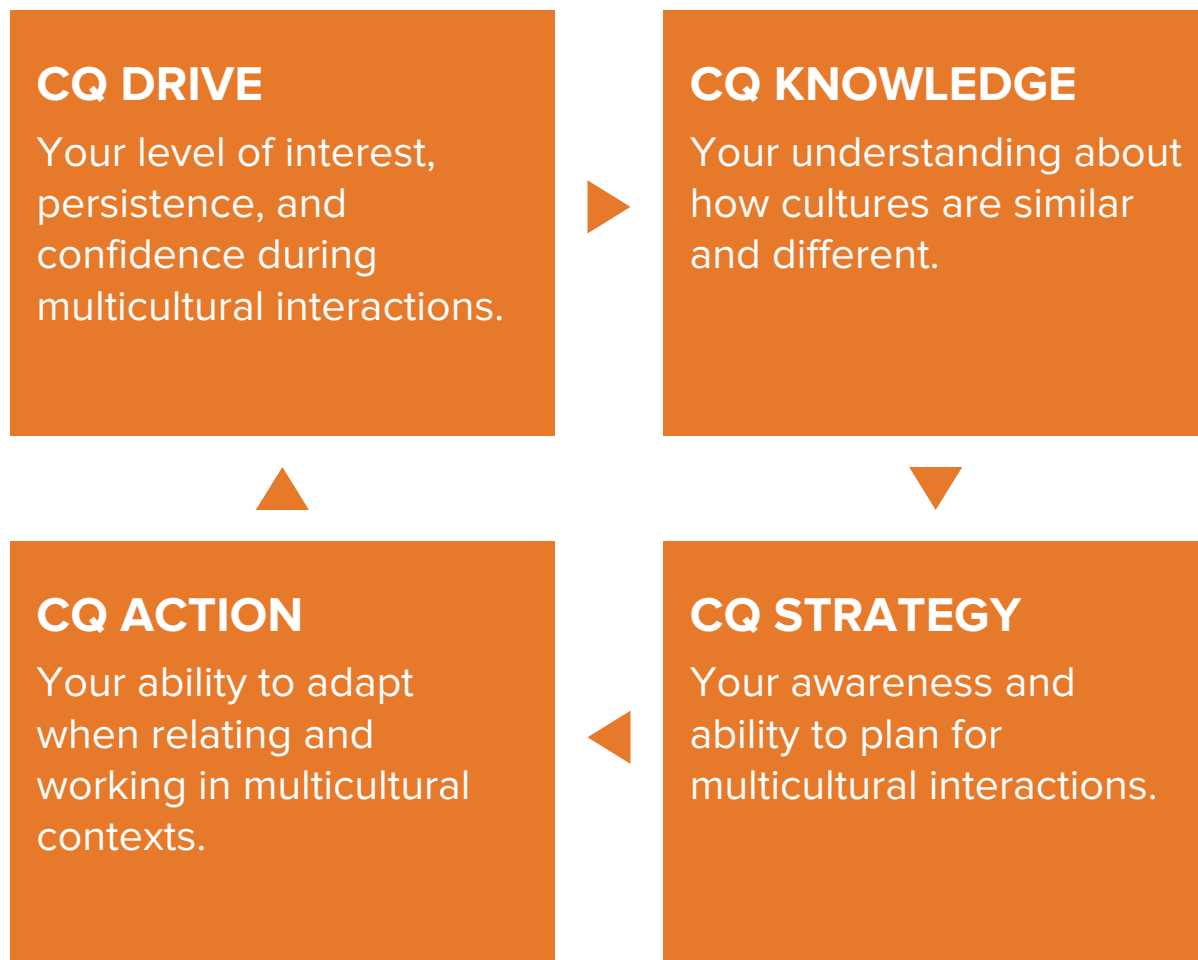 CQ DRIVE
Your level of interest,
persistence, and
confidence during
multicultural interactions.
CQ KNOWLEDGE
Your understanding about
how cultures are similar
and different.
CQ ACTION
Your ability to adapt
when relating and
working in multicultural
contexts.
CQ STRATEGY
Your awareness and
ability to plan for
multicultural interactions.